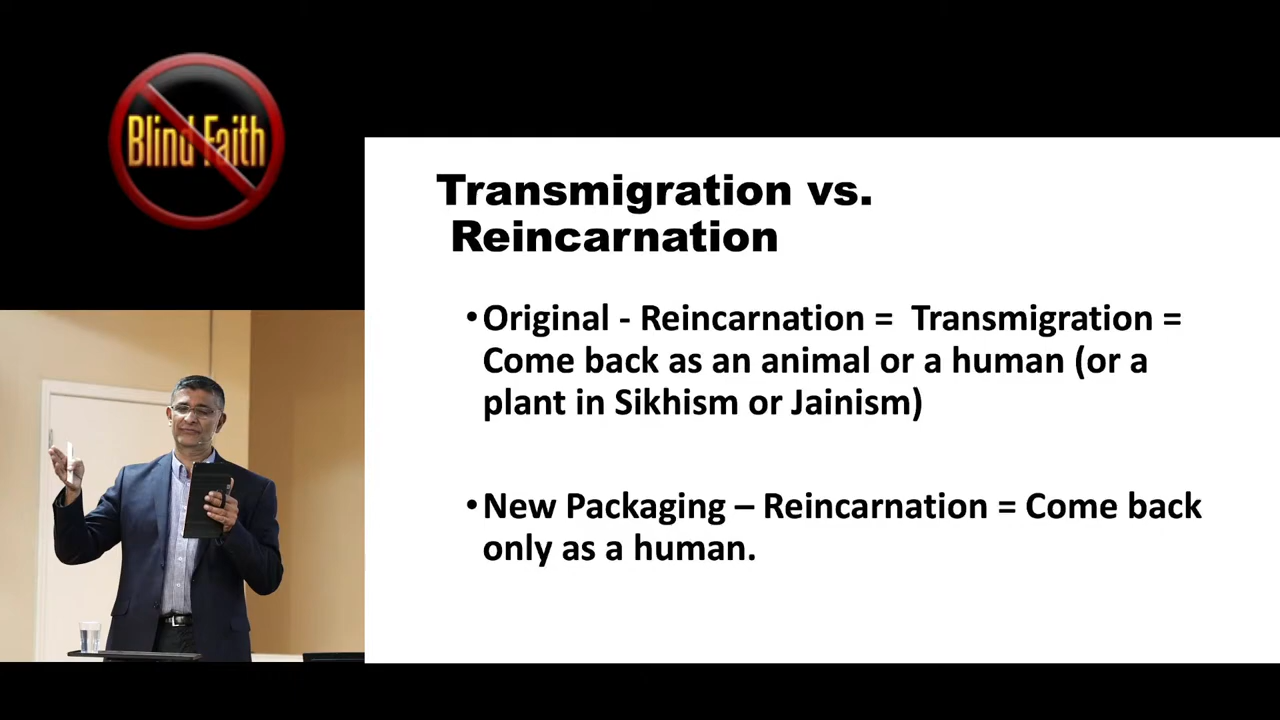 Blind Faith
Transmigration vs.
Reincarnation
•Original - Reincarnation = Transmigration =
Come back as an animal or a human (or a
plant in Sikhism or Jainism)
•New Packaging – Reincarnation = Come back
only as a human.